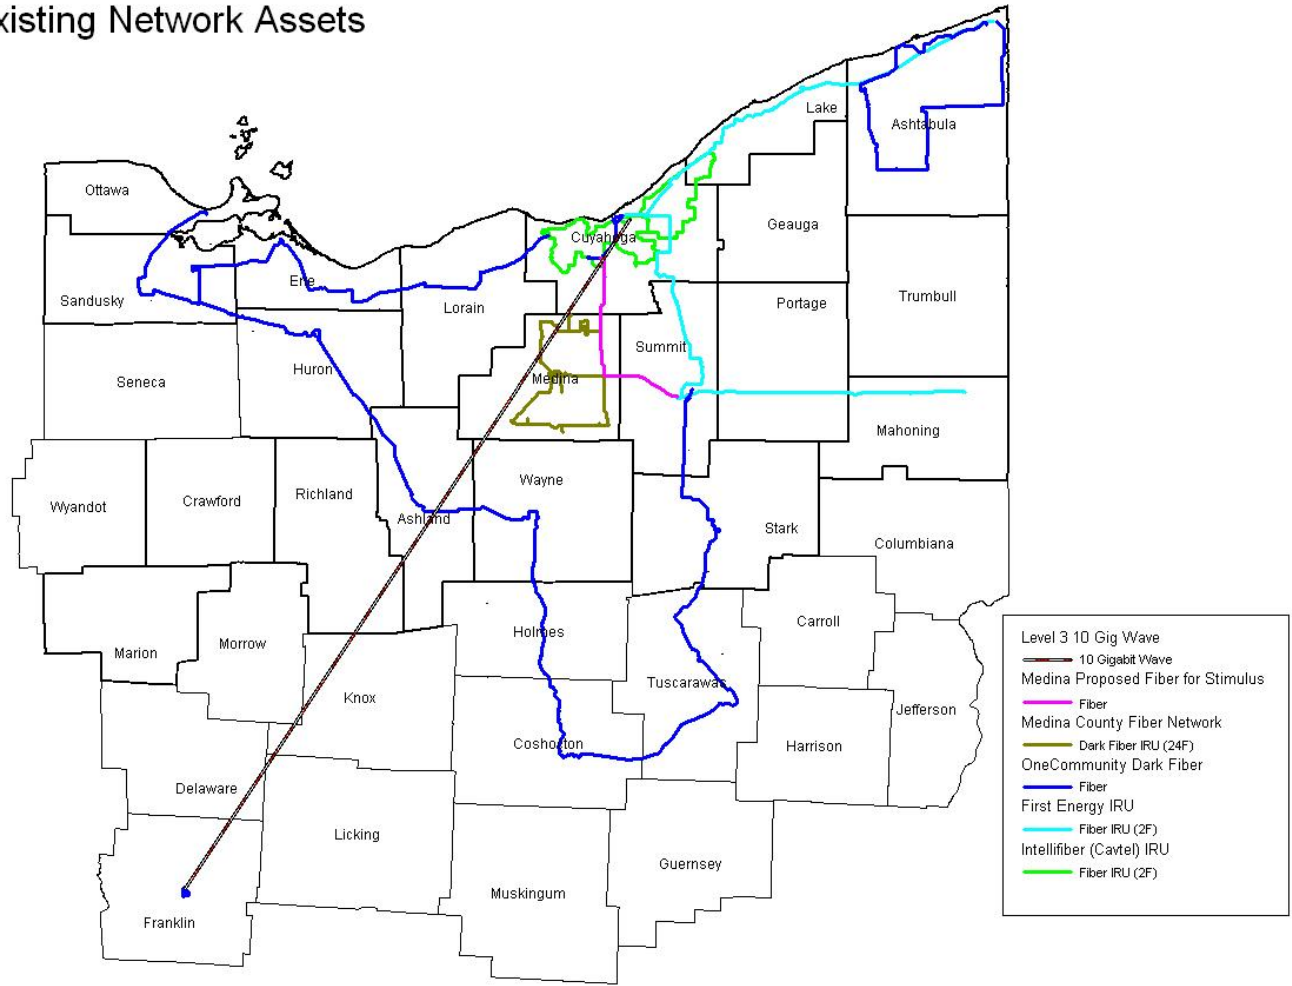 xisting Network Assets
Lake
Ashtabula
Ottawa
Geauga
Cuyahoga
Erie
Sandusky
Lorain
Portage
Trumbull
Summit
Huron
Seneca
Medina
Mahoning
Wayne
Richland
Crawford
Wyandot
Ashland
Stark
Columbiana
Carroll
Holmes
Morrow
Marion
Tuscarawas
Knox
Jefferson
Coshocton
Harrison
Delaware
Licking
Guernsey
Muskingum
Franklin
Level 3 10 Gig Wave
10 Gigabit Wave
Medina Proposed Fiber for Stimulus
Fiber
Medina County Fiber Network
Dark Fiber IRU (24F)
OneCommunity Dark Fiber
Fiber
First Energy IRU
Fiber IRU (2F)
Intellifiber (Cavtel) IRU
Fiber IRU (2F)